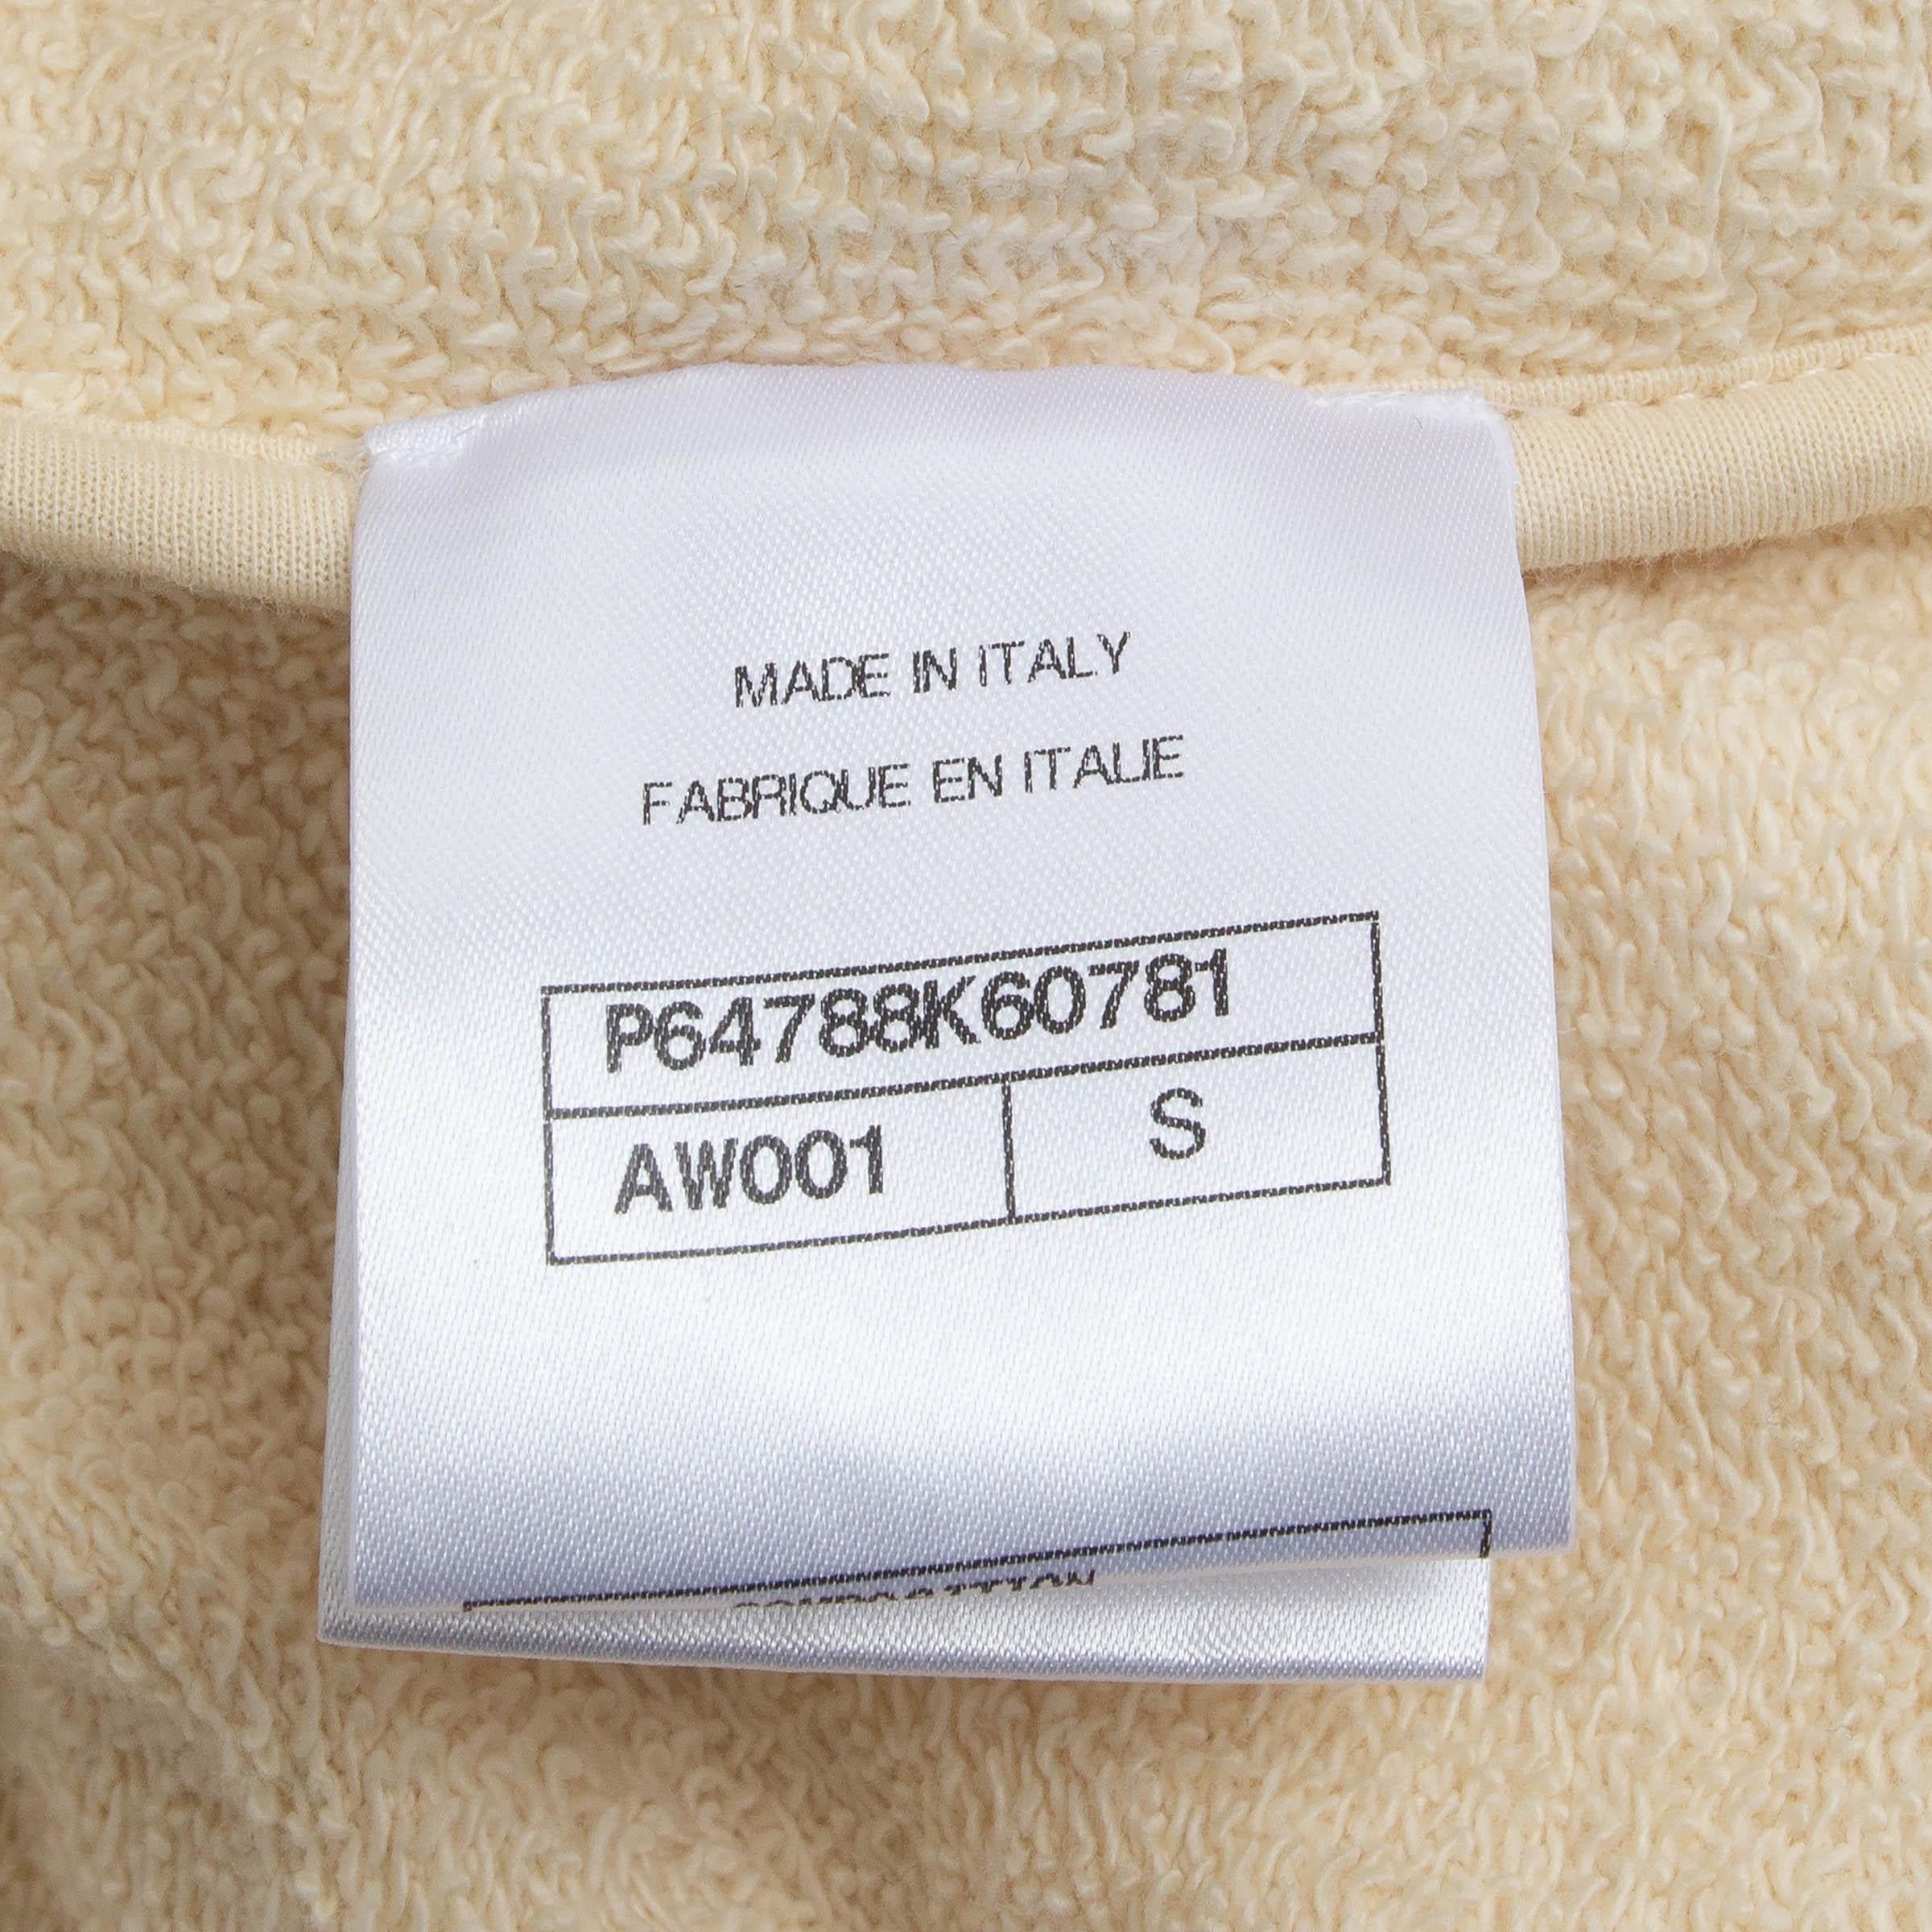 MADE IN ITALY
FABRIQUE EN ITALIE
P64788K60781
AW001 S